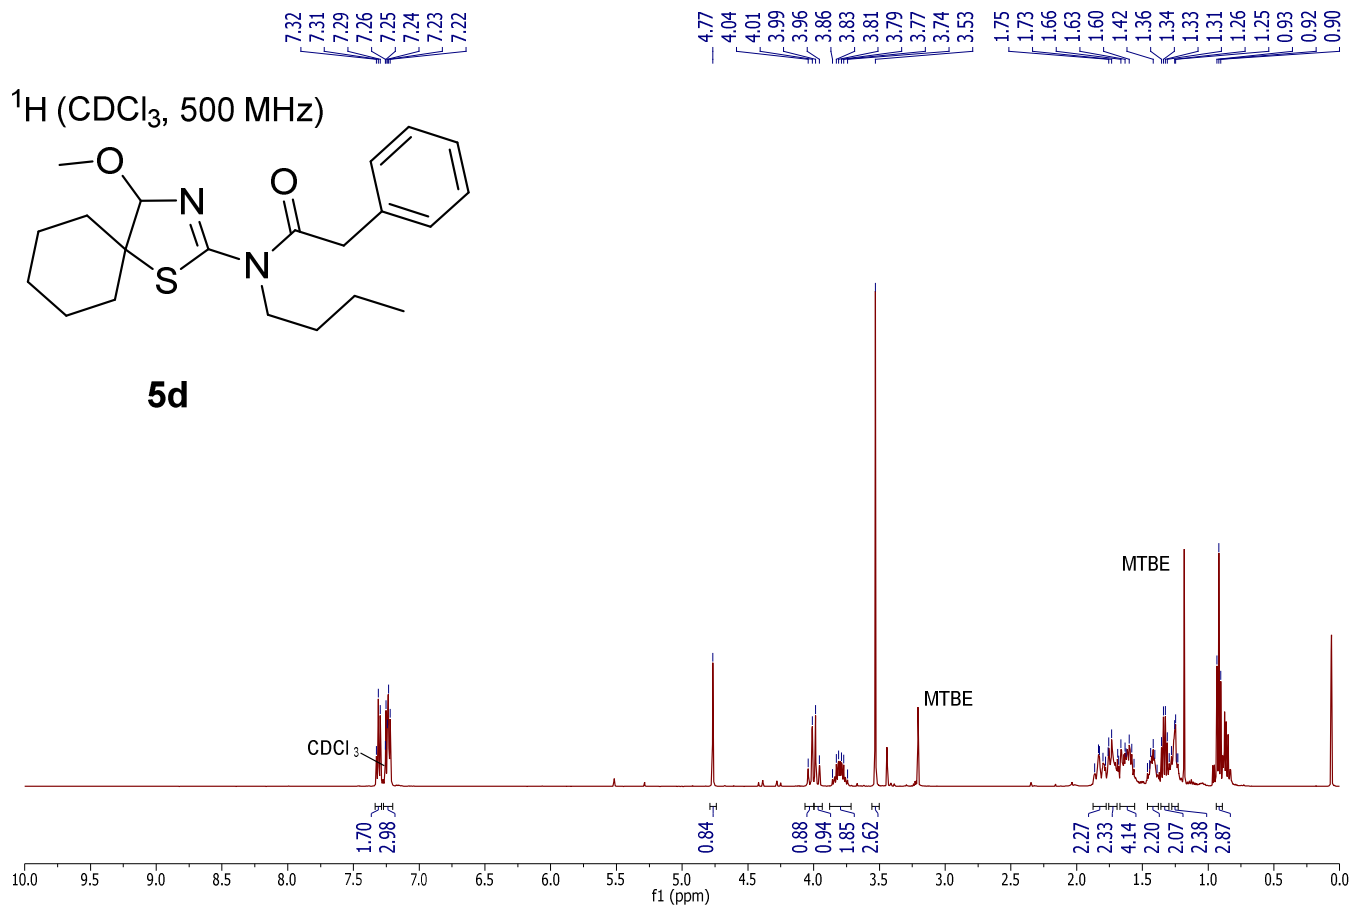 7.32 7.31 7.29 7.26 7.25 7.24 7.23 7.22 4.77 4.04 4.01 3.99 3.96 3.86 3.83 3.81 3.79 3.77 3.74 3.53 1.75 1.73 1.66 1.63 1.60 1.42 1.36 1.34 1.33 1.31 1.26 1.25 0.93 0.92 0.90
¹H (CDCl₃, 500 MHz)
O
O
N
N
S
5d
MTBE
MTBE
CDCl₃
1.70 2.98 0.84 0.88 0.94 1.85 2.62 2.27 2.33 4.14 2.20 2.07 2.38 2.87
10.0 9.5 9.0 8.5 8.0 7.5 7.0 6.5 6.0 5.5 5.0 4.5 4.0 3.5 3.0 2.5 2.0 1.5 1.0 0.5 0.0
f1 (ppm)